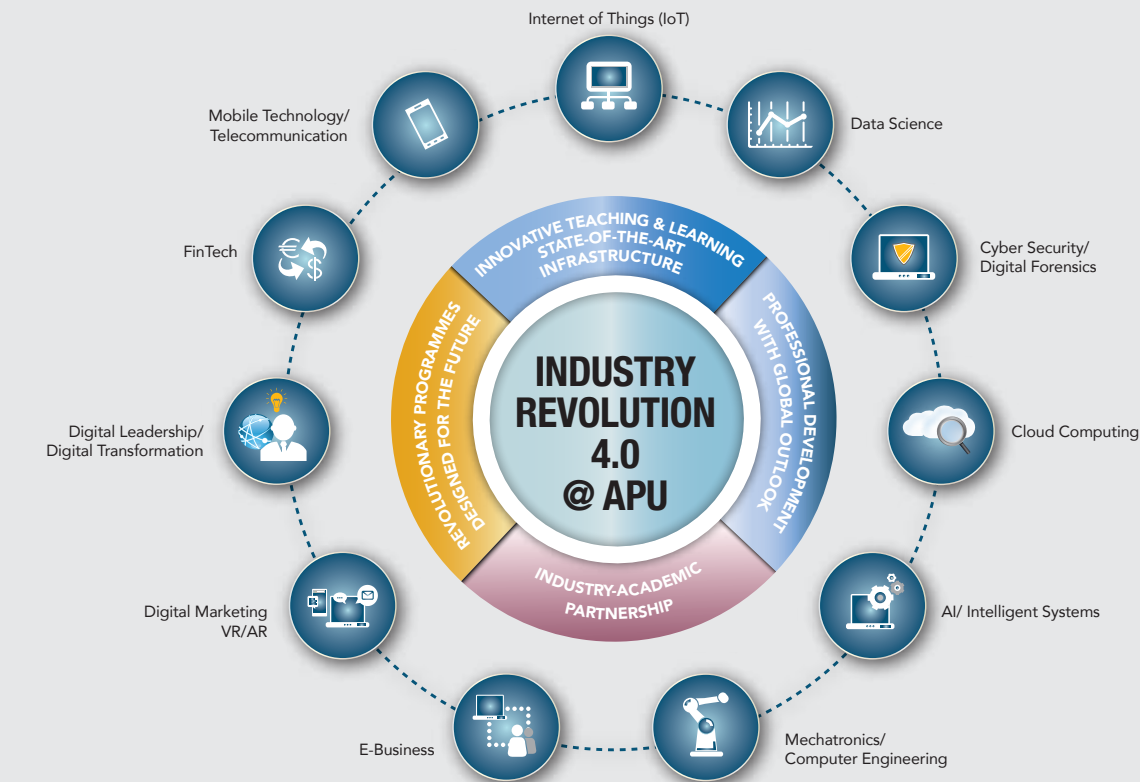 Internet of Things (IoT)
Mobile Technology/
Telecommunication
Data Science
FinTech
Cyber Security/
Digital Forensics
INNOVATIVE TEACHING & LEARNING
STATE-OF-THE-ART
INFRASTRUCTURE
REVOLUTIONARY PROGRAMMES
DESIGNED FOR THE FUTURE
PROFESSIONAL DEVELOPMENT
WITH GLOBAL OUTLOOK
INDUSTRY
REVOLUTION
4.0
@ APU
Digital Leadership/
Digital Transformation
Cloud Computing
INDUSTRY-ACADEMIC
PARTNERSHIP
Digital Marketing
VR/AR
AI/ Intelligent Systems
E-Business
Mechatronics/
Computer Engineering